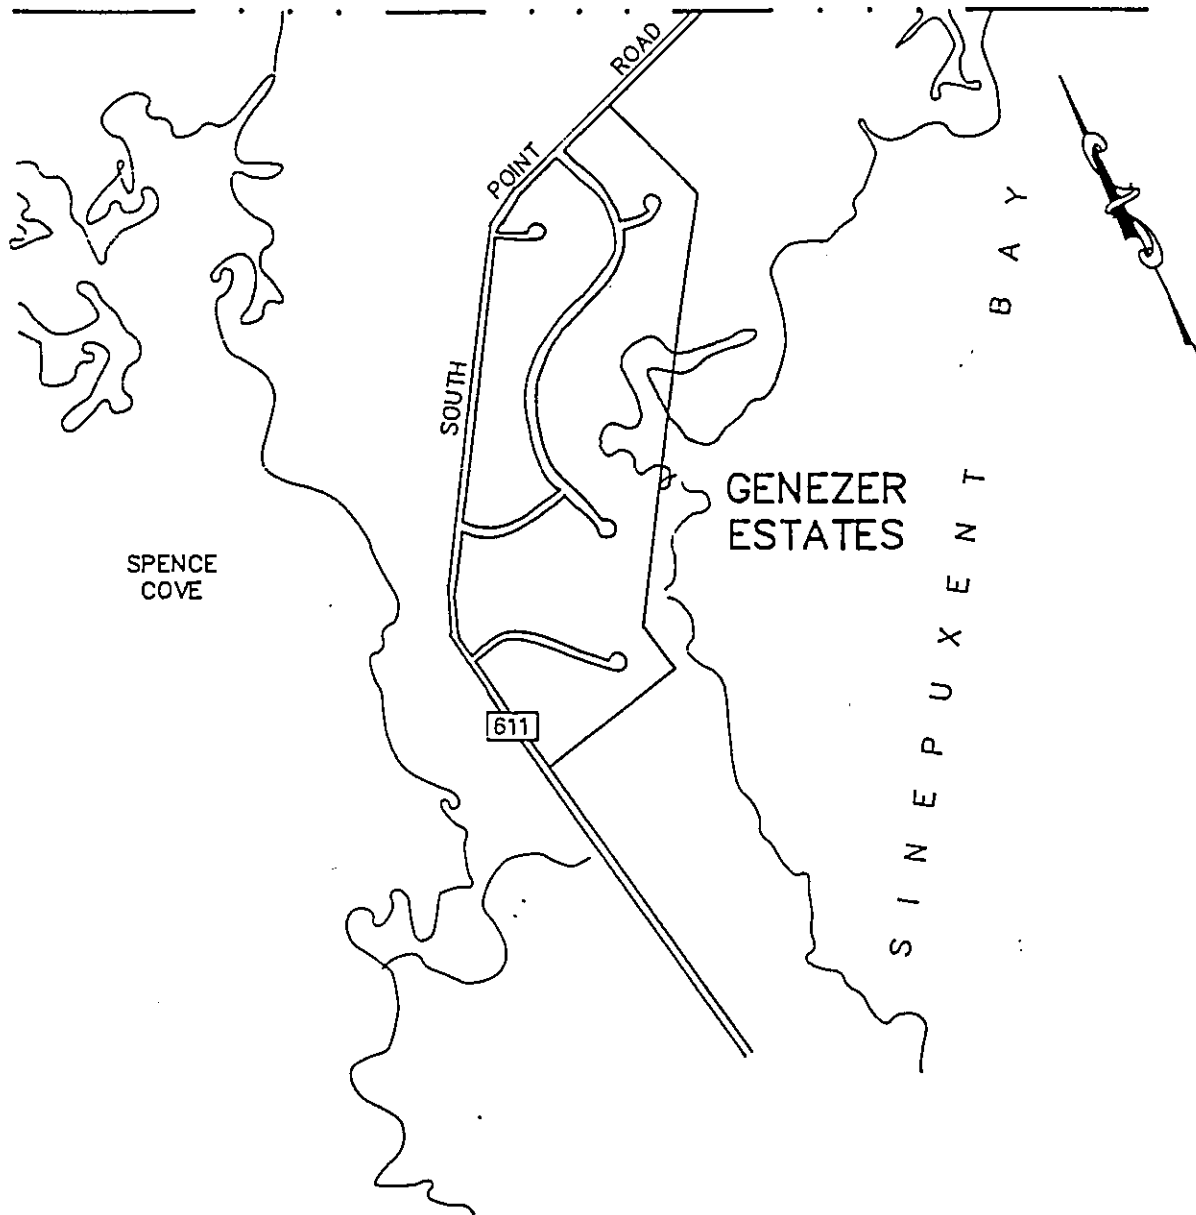 SOUTH POINT ROAD
GENEZER
ESTATES
SPENCE
COVE
611
SINEPUXENT BAY